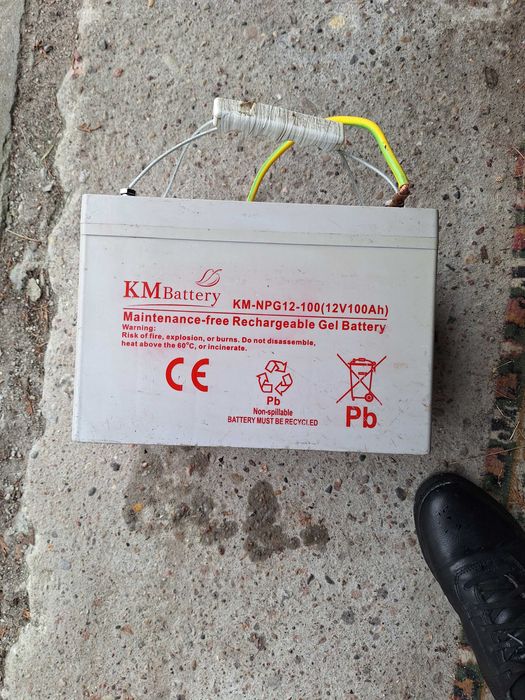 KMBattery
KM-NPG12-100(12V100Ah)
Maintenance-free Rechargeable Gel Battery
Warning:
Risk of fire, explosion, or burns. Do not disassemble,
heat above the 60°C, or incinerate.
CE
Pb
Non-spillable
BATTERY MUST BE RECYCLED
Pb